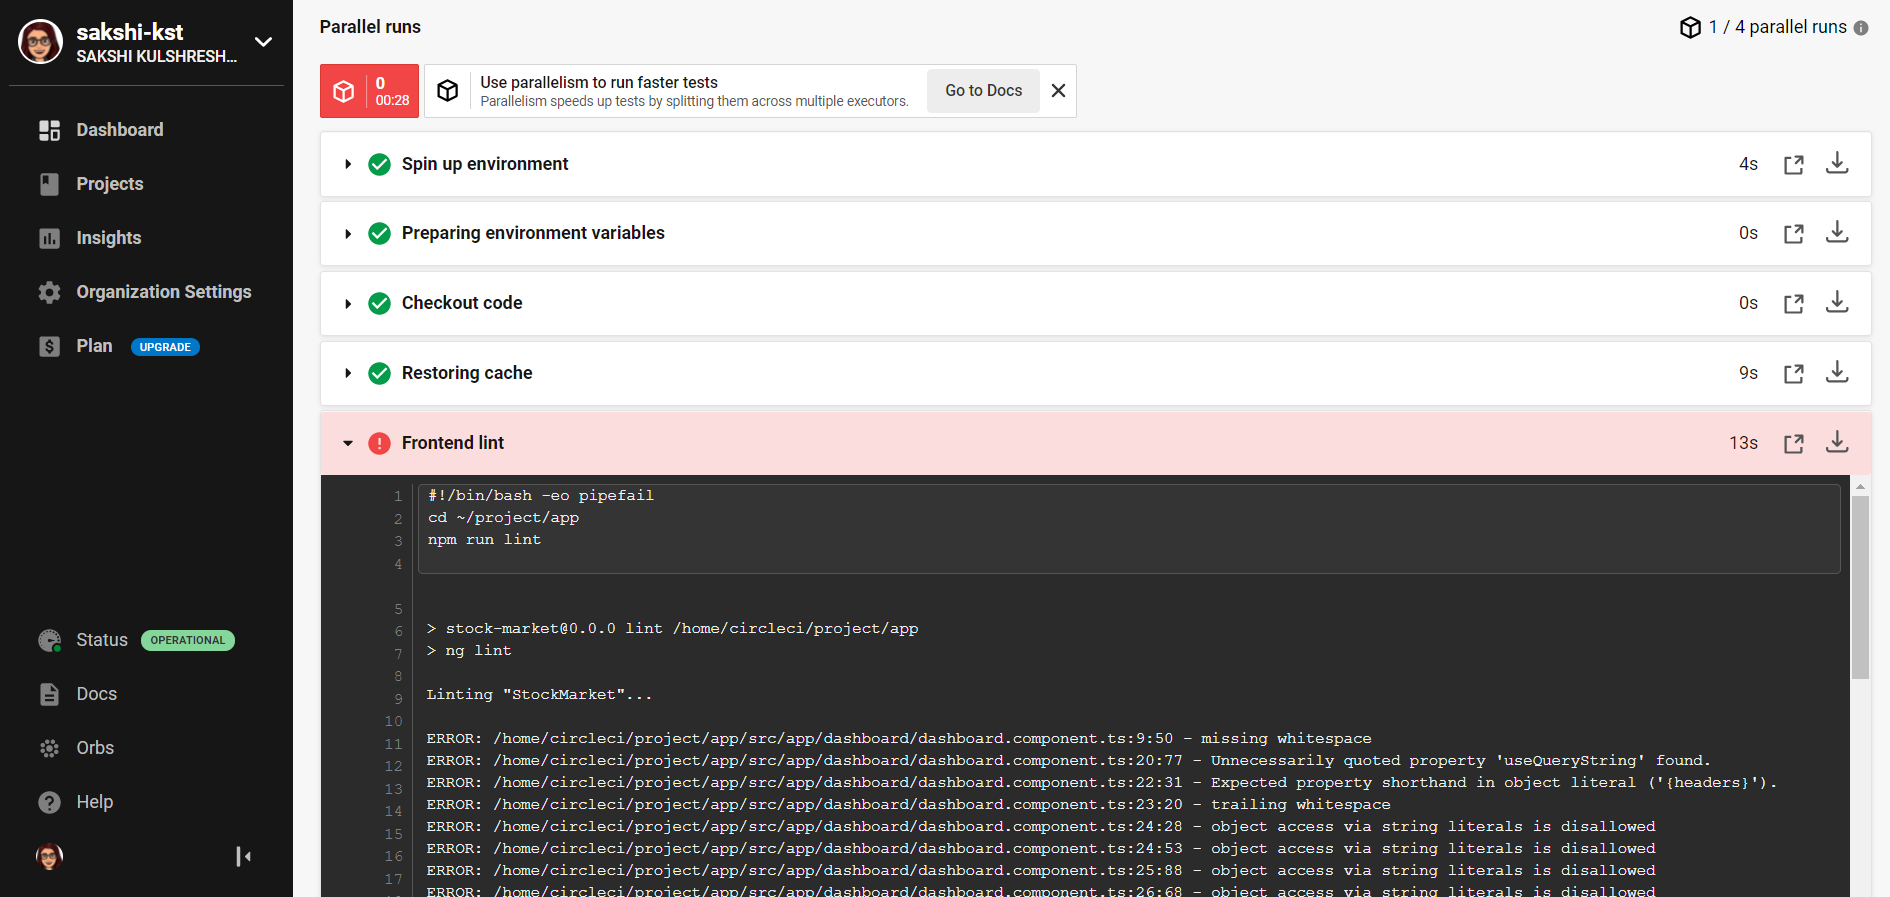 sakshi-kst
SAKSHI KULSHRESH...
Dashboard
Projects
Insights
Organization Settings
Plan UPGRADE
Status OPERATIONAL
Docs
Orbs
Help
Parallel runs
1 / 4 parallel runs
0
00:28
Use parallelism to run faster tests
Parallelism speeds up tests by splitting them across multiple executors.
Go to Docs
Spin up environment 4s
Preparing environment variables 0s
Checkout code 0s
Restoring cache 9s
Frontend lint 13s
1 #!/bin/bash -eo pipefail
2 cd ~/project/app
3 npm run lint
4
5
6 > stock-market@0.0.0 lint /home/circleci/project/app
7 > ng lint
8
9 Linting "StockMarket"...
10
11 ERROR: /home/circleci/project/app/src/app/dashboard/dashboard.component.ts:9:50 - missing whitespace
12 ERROR: /home/circleci/project/app/src/app/dashboard/dashboard.component.ts:20:77 - Unnecessarily quoted property 'useQueryString' found.
13 ERROR: /home/circleci/project/app/src/app/dashboard/dashboard.component.ts:22:31 - Expected property shorthand in object literal ('{headers}').
14 ERROR: /home/circleci/project/app/src/app/dashboard/dashboard.component.ts:23:20 - trailing whitespace
15 ERROR: /home/circleci/project/app/src/app/dashboard/dashboard.component.ts:24:28 - object access via string literals is disallowed
16 ERROR: /home/circleci/project/app/src/app/dashboard/dashboard.component.ts:24:53 - object access via string literals is disallowed
17 ERROR: /home/circleci/project/app/src/app/dashboard/dashboard.component.ts:25:88 - object access via string literals is disallowed
ERROR: /home/circleci/project/app/src/app/dashboard/dashboard.component.ts:26:68 - object access via string literals is disallowed